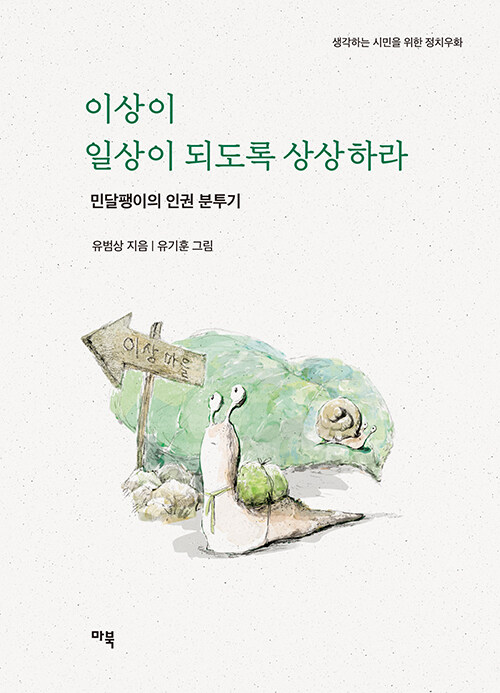 생각하는 시민을 위한 정치우화
이상이
일상이 되도록 상상하라
민달팽이의 인권 분투기
유범상 지음 | 유기훈 그림
이상 마을
마북